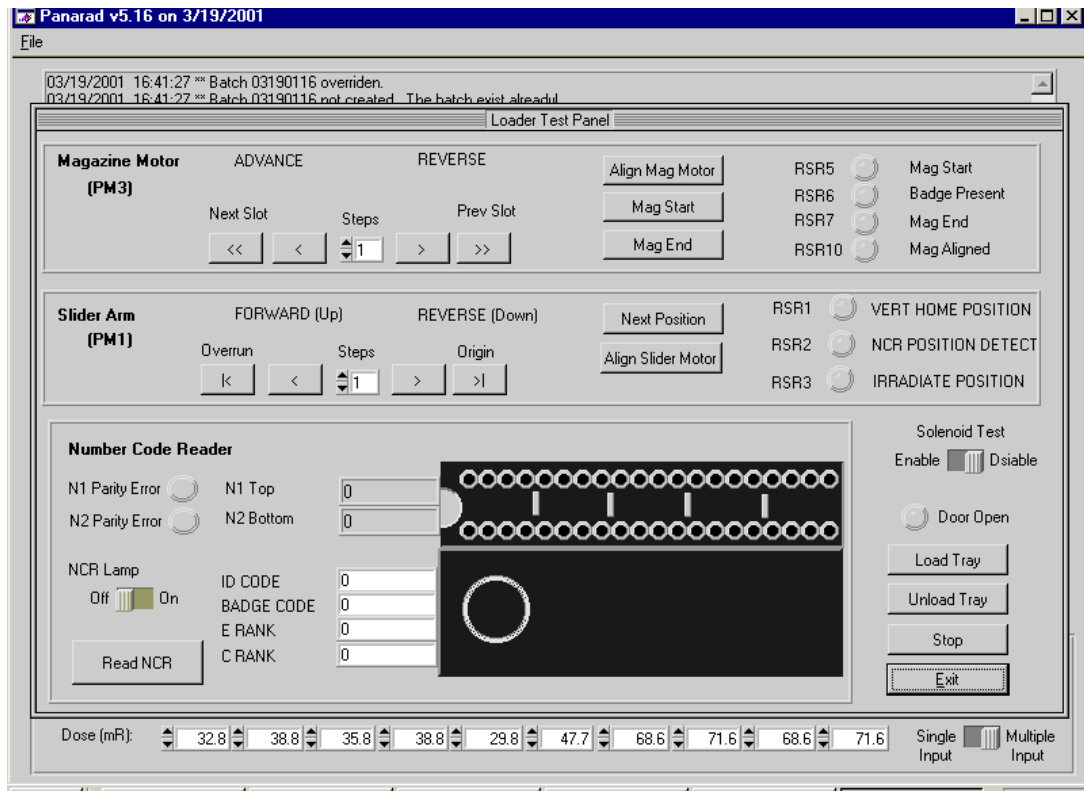 Panarad v5.16 on 3/19/2001
File
03/19/2001 16:41:27 ** Batch 03190116 overriden.
03/19/2001 16:41:27 ** Batch 03190116 not created. The batch exist already!
Loader Test Panel
Magazine Motor
(PM3)
ADVANCE
REVERSE
Next Slot
Steps
Prev Slot
<< < 1 > >>
Align Mag Motor
Mag Start
Mag End
RSR5 Mag Start
RSR6 Badge Present
RSR7 Mag End
RSR10 Mag Aligned
Slider Arm
(PM1)
FORWARD (Up)
REVERSE (Down)
Overrun
Steps
Origin
|< < 1 > >|
Next Position
Align Slider Motor
RSR1 VERT HOME POSITION
RSR2 NCR POSITION DETECT
RSR3 IRRADIATE POSITION
Number Code Reader
N1 Parity Error
N2 Parity Error
N1 Top 0
N2 Bottom 0
NCR Lamp
Off On
Read NCR
ID CODE 0
BADGE CODE 0
E RANK 0
C RANK 0
Solenoid Test
Enable Dsiable
Door Open
Load Tray
Unload Tray
Stop
Exit
Dose (mR): 32.8 38.8 35.8 38.8 29.8 47.7 68.6 71.6 68.6 71.6
Single Input
Multiple Input